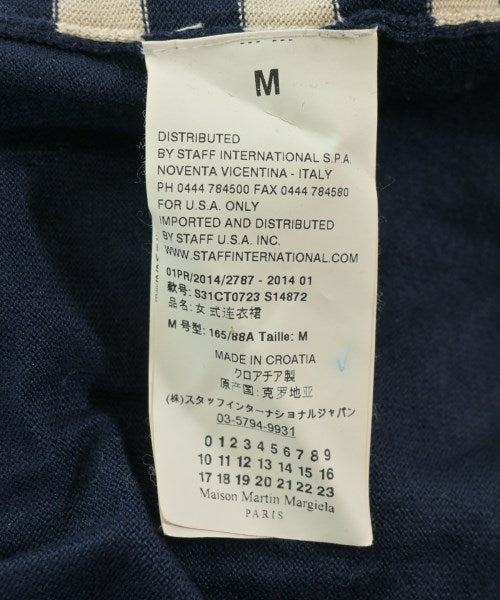 M
DISTRIBUTED
BY STAFF INTERNATIONAL S.P.A.
NOVENTA VICENTINA - ITALY
PH 0444 784500 FAX 0444 784580
FOR U.S.A. ONLY
IMPORTED AND DISTRIBUTED
BY STAFF U.S.A. INC.
WWW.STAFFINTERNATIONAL.COM
01PR/2014/2787 - 2014 01
款号: S31CT0723 S14872
品名: 女式连衣裙
M 号型: 165/88A Taille: M
MADE IN CROATIA
クロアチア製
原产国: 克罗地亚
(株)スタッフインターナショナルジャパン
03-5794-9931
0 1 2 3 4 5 6 7 8 9
10 11 12 13 14 15 16
17 18 19 20 21 22 23
Maison Martin Margiela
PARIS